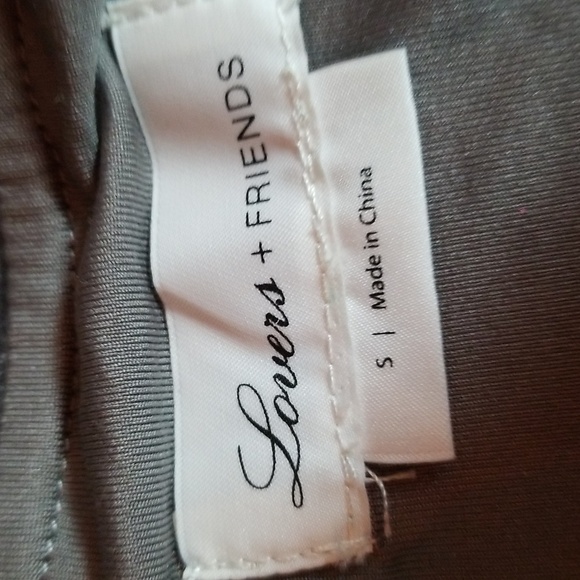 Lovers + FRIENDS
S | Made in China